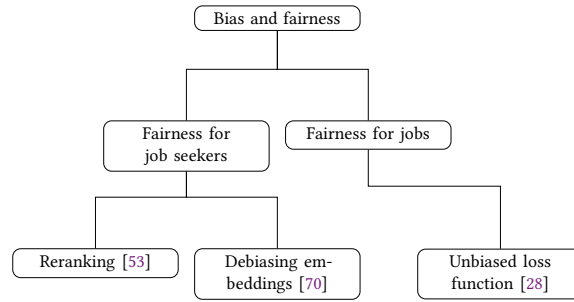 Bias and fairness
Fairness for
job seekers
Fairness for jobs
Reranking [53]
Debiasing em-
beddings [70]
Unbiased loss
function [28]